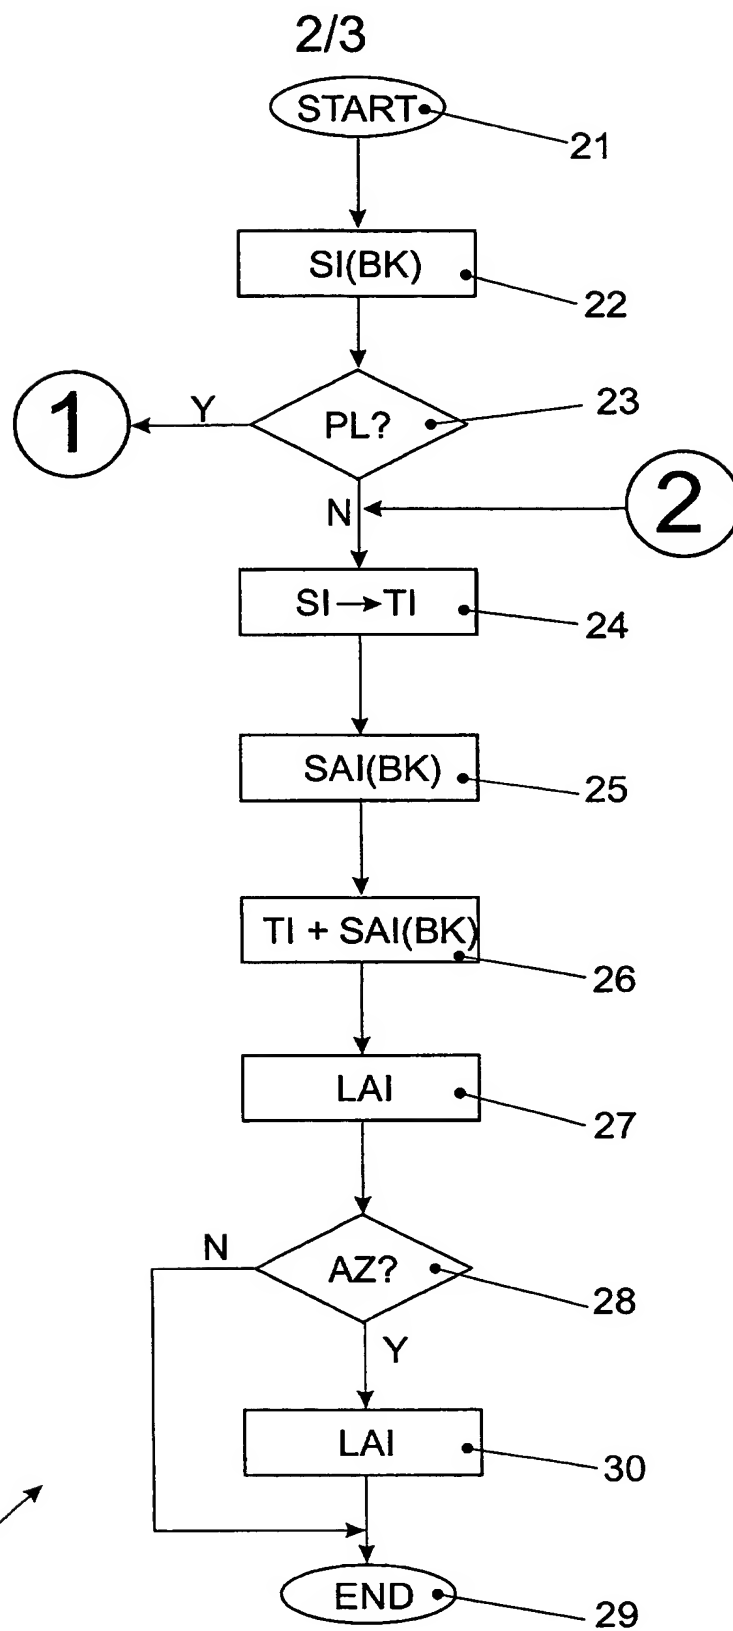 2/3
START
21
SI(BK)
22
1
Y
PL?
23
N
2
SI → TI
24
SAI(BK)
25
TI + SAI(BK)
26
LAI
27
N
AZ?
28
Y
LAI
30
END
29